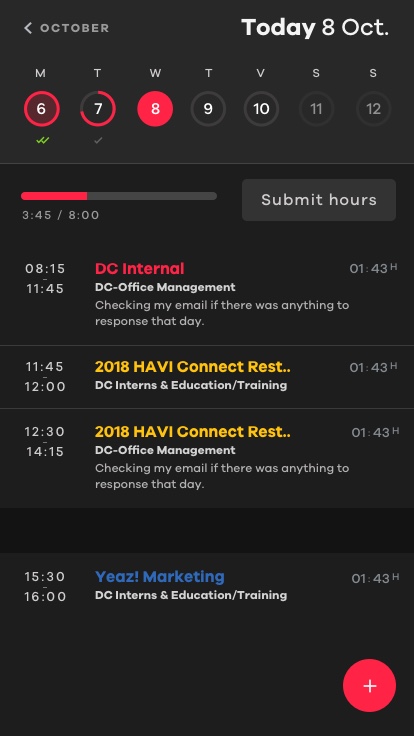 OCTOBER
Today 8 Oct.
M T W T V S S
6 7 8 9 10 11 12
Submit hours
3:45 / 8:00
08:15 - 11:45
DC Internal
01:43 H
DC-Office Management
Checking my email if there was anything to
response that day.
11:45 - 12:00
2018 HAVI Connect Rest..
01:43 H
DC Interns & Education/Training
12:30 - 14:15
2018 HAVI Connect Rest..
01:43 H
DC-Office Management
Checking my email if there was anything to
response that day.
15:30 - 16:00
Yeaz! Marketing
01:43 H
DC Interns & Education/Training
+